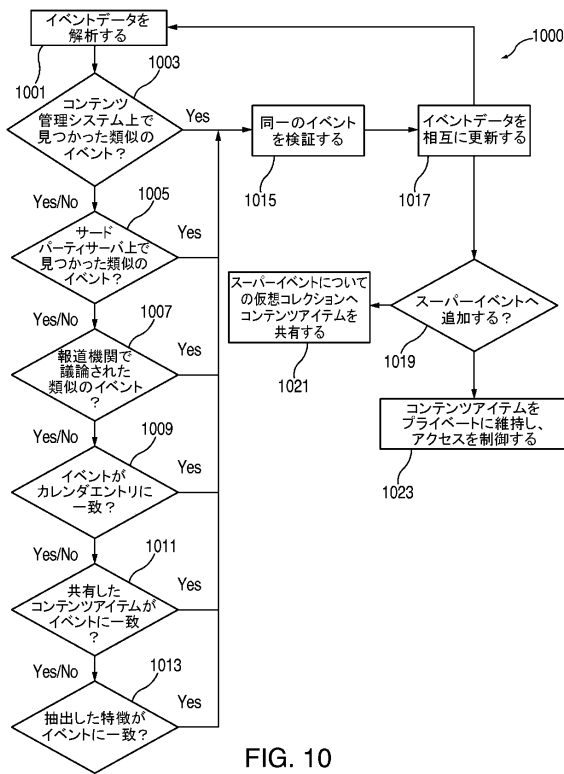 イベントデータを
解析する
1001
1003
コンテンツ
管理システム上で
見つかった類似の
イベント？
Yes
Yes/No
1005
サード
パーティサーバ上で
見つかった類似の
イベント？
Yes
Yes/No
1007
報道機関で
議論された
類似のイベント
？
Yes
Yes/No
1009
イベントが
カレンダエントリに
一致？
Yes
Yes/No
1011
共有した
コンテンツアイテムが
イベントに一致
？
Yes
Yes/No
1013
抽出した特徴が
イベントに一致？
Yes
1000
同一のイベント
を検証する
1015
イベントデータを
相互に更新する
1017
スーパーイベントへ
追加する？
1019
スーパーイベントについて
の仮想コレクションへ
コンテンツアイテムを
共有する
1021
コンテンツアイテムを
プライベートに維持し、
アクセスを制御する
1023
FIG. 10